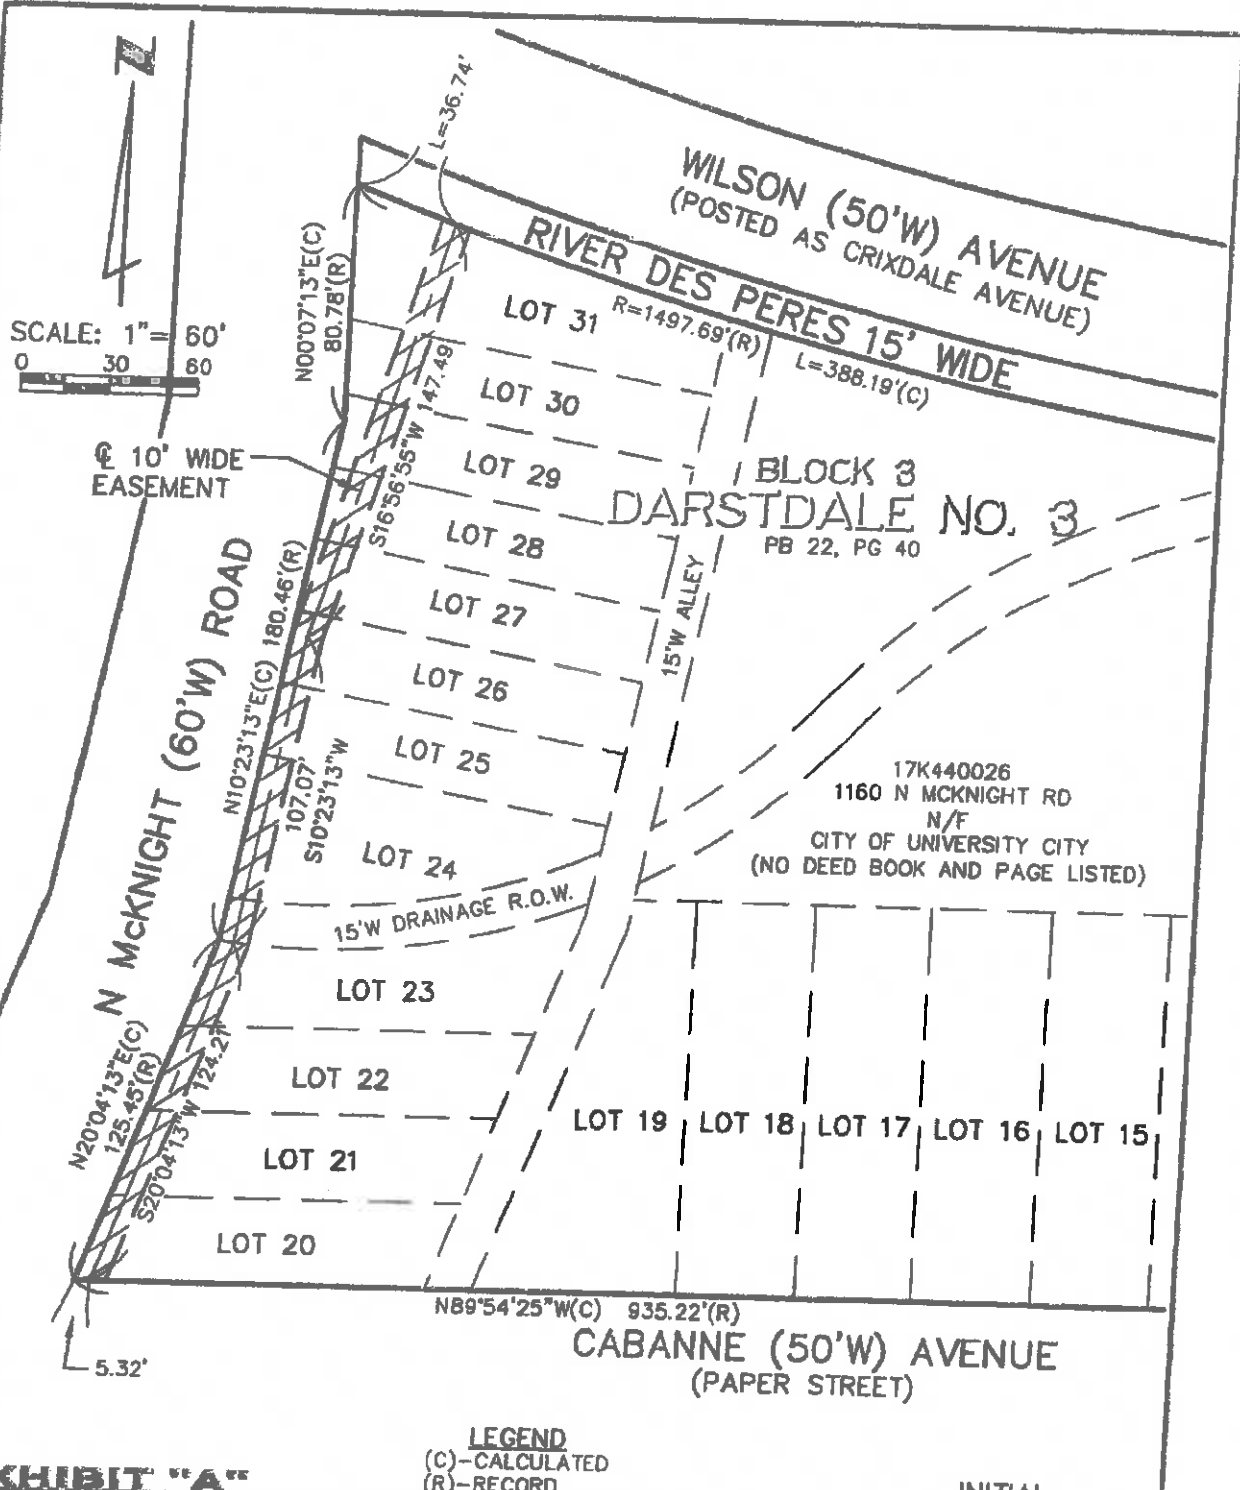 L=36.74'
WILSON (50'W) AVENUE
(POSTED AS CRIXDALE AVENUE)
RIVER DES PERES 15' WIDE
R=1497.69'(R)
L=388.19'(C)
SCALE: 1"= 60'
0 30 60
N00°07'13"E(C)
80.78'(R)
℄ 10' WIDE
EASEMENT
S16°56'55"W 147.49
LOT 31
LOT 30
LOT 29
LOT 28
LOT 27
LOT 26
LOT 25
LOT 24
BLOCK 3
DARSTDALE NO. 3
PB 22, PG 40
15'W ALLEY
N McKNIGHT (60'W) ROAD
N10°23'13"E(C) 180.46'(R)
107.07'
S10°23'13"W
17K440026
1160 N MCKNIGHT RD
N/F
CITY OF UNIVERSITY CITY
(NO DEED BOOK AND PAGE LISTED)
15'W DRAINAGE R.O.W.
LOT 23
LOT 22
LOT 21
LOT 20
N20°04'13"E(C)
125.45'(R)
S20°04'13"W 124.27'
LOT 19
LOT 18
LOT 17
LOT 16
LOT 15
N89°54'25"W(C) 935.22'(R)
CABANNE (50'W) AVENUE
(PAPER STREET)
5.32'
LEGEND
(C)-CALCULATED
(R)-RECORD
XHIBIT "A"
INITIAL